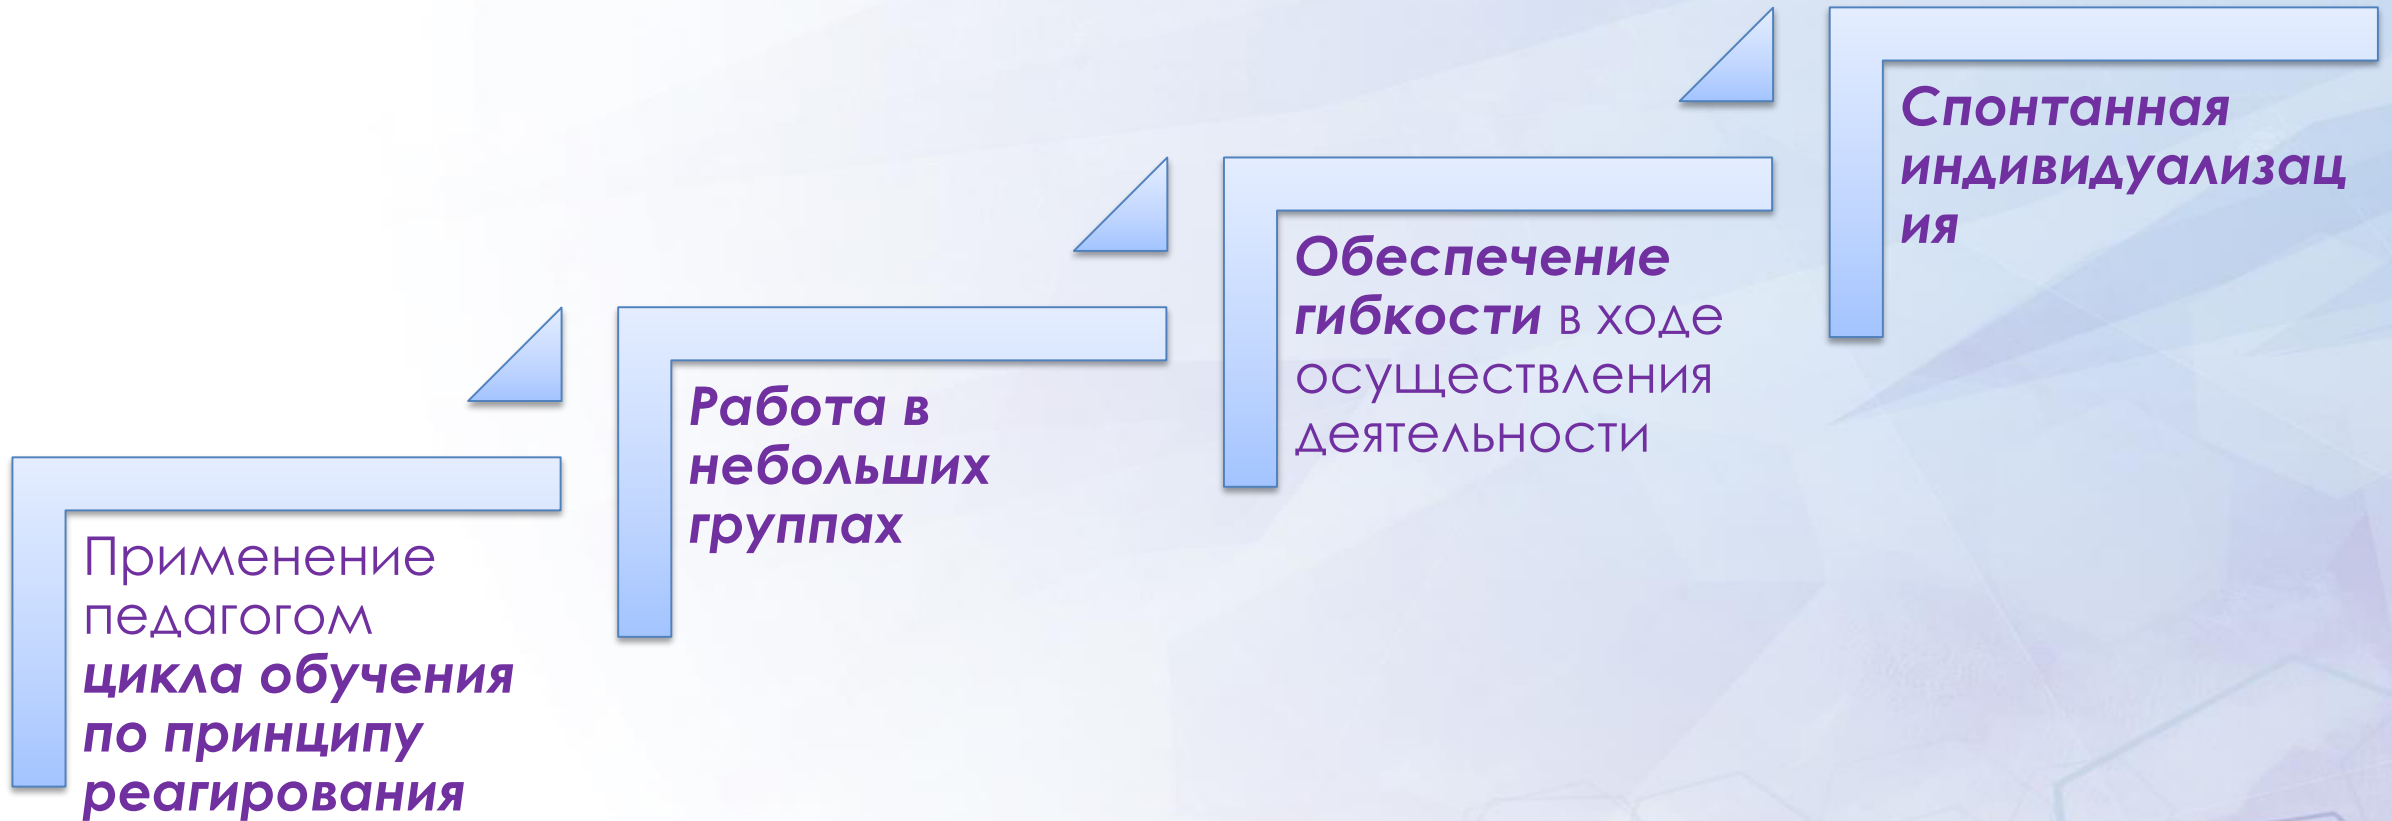 Применение
педагогом
цикла обучения
по принципу
реагирования
Работа в
небольших
группах
Обеспечение
гибкости в ходе
осуществления
деятельности
Спонтанная
индивидуализац
ия